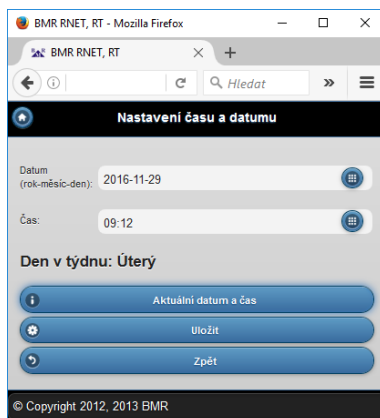 BMR RNET, RT - Mozilla Firefox
BMR RNET, RT
Hledat
Nastavení času a datumu
Datum
(rok-měsíc-den):
2016-11-29
Čas:
09:12
Den v týdnu: Úterý
Aktuální datum a čas
Uložit
Zpět
© Copyright 2012, 2013 BMR